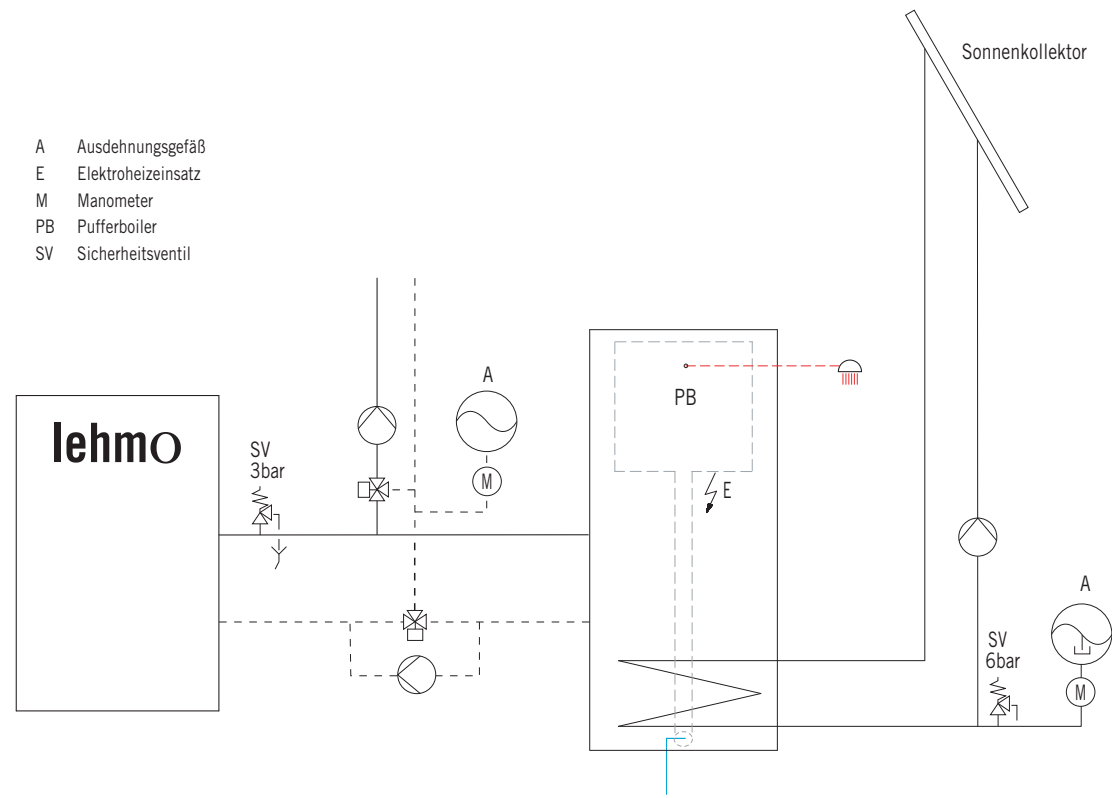 Sonnenkollektor
A Ausdehnungsgefäß
E Elektroheizeinsatz
M Manometer
PB Pufferboiler
SV Sicherheitsventil
A
PB
lehmo
SV
3bar
M
E
A
SV
6bar
M